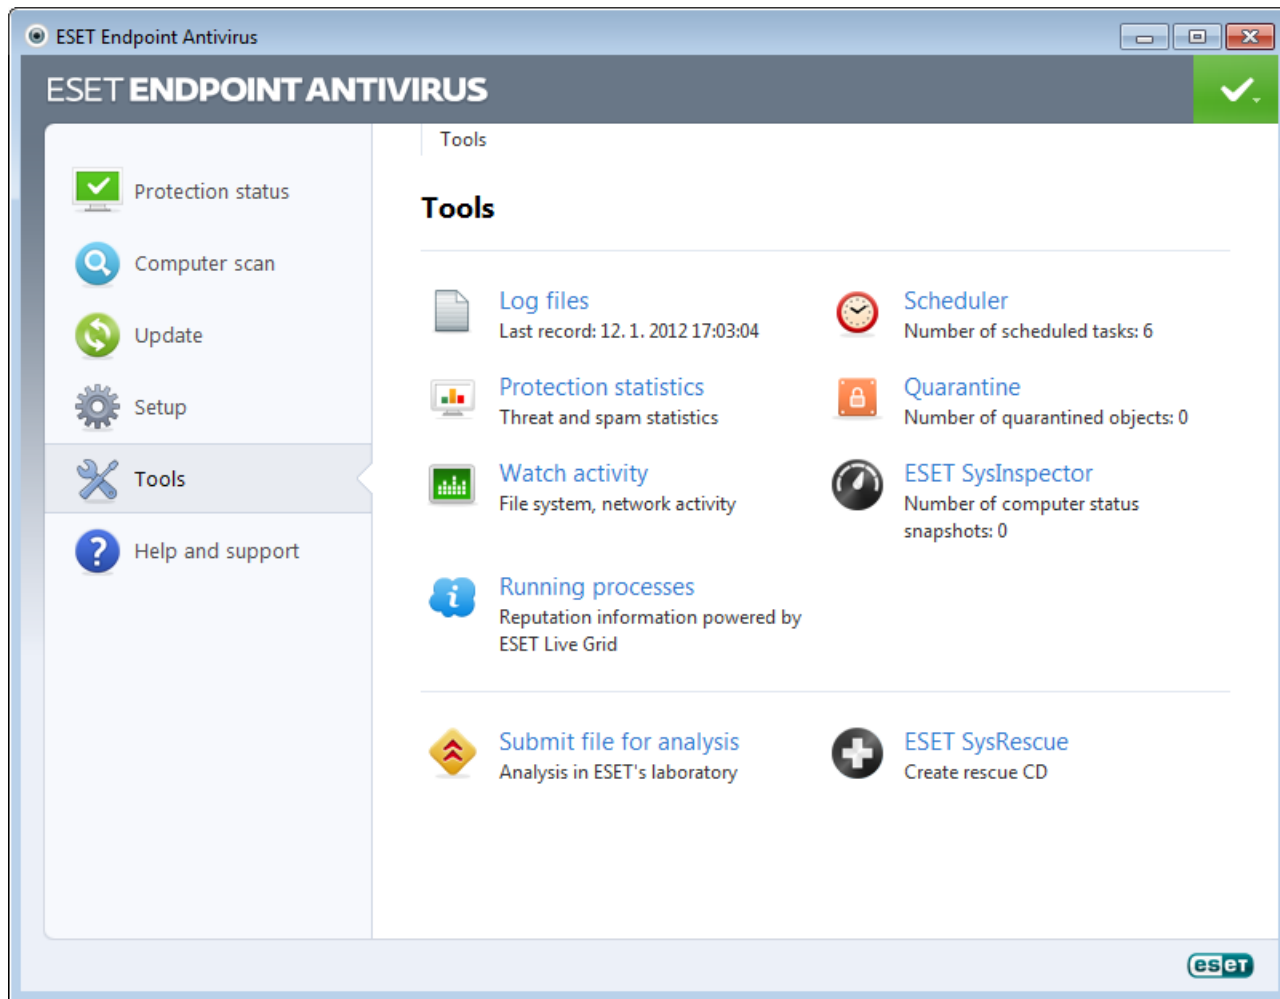 ESET Endpoint Antivirus
ESET ENDPOINT ANTIVIRUS
Protection status
Computer scan
Update
Setup
Tools
Help and support
Tools
Tools
Log files
Last record: 12. 1. 2012 17:03:04
Scheduler
Number of scheduled tasks: 6
Protection statistics
Threat and spam statistics
Quarantine
Number of quarantined objects: 0
Watch activity
File system, network activity
ESET SysInspector
Number of computer status
snapshots: 0
Running processes
Reputation information powered by
ESET Live Grid
Submit file for analysis
Analysis in ESET's laboratory
ESET SysRescue
Create rescue CD
eset